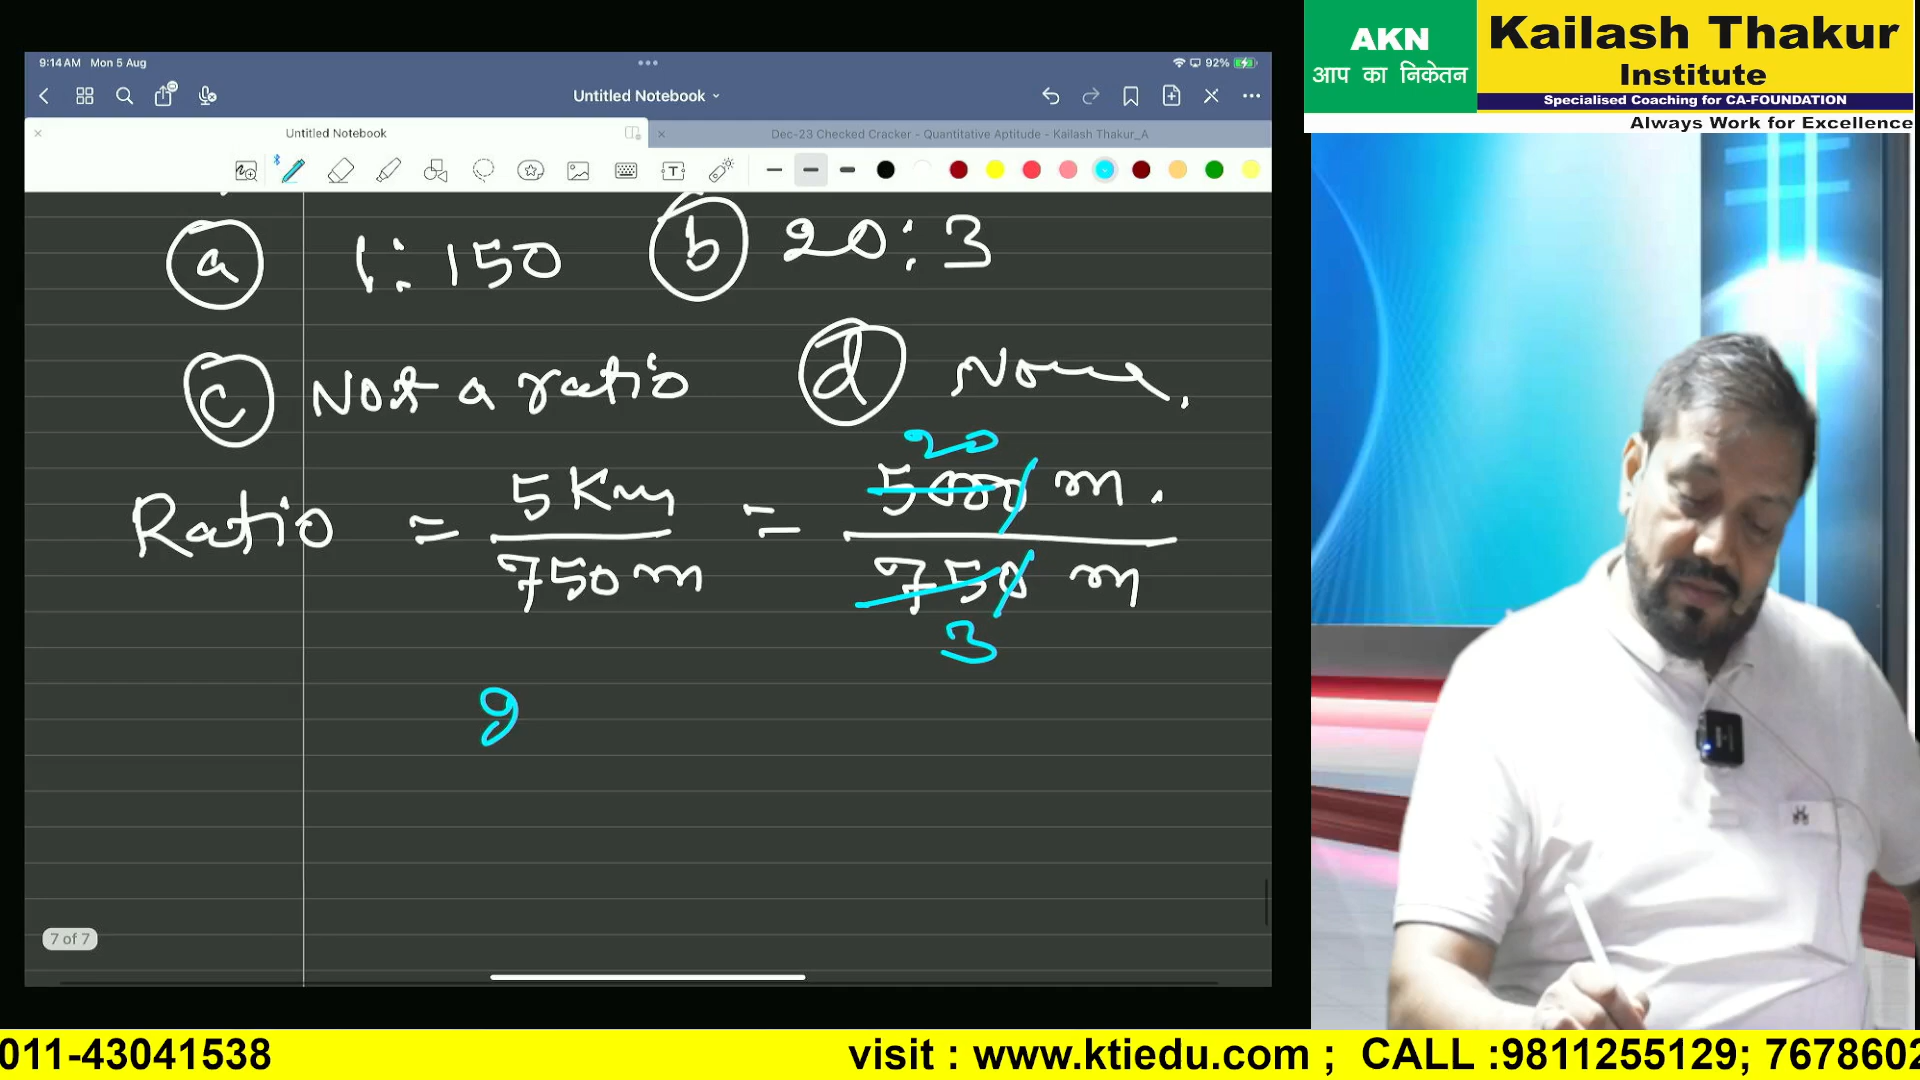 AKN
आप का निकेतन
Kailash Thakur
Institute
Specialised Coaching for CA-FOUNDATION
Always Work for Excellence
9:14 AM Mon 5 Aug
92%
Untitled Notebook
Untitled Notebook
Dec-23 Checked Cracker - Quantitative Aptitude - Kailash Thakur_A
(a) 1:150 (b) 20:3
(c) Not a ratio (d) None.
20
Ratio = 5 Km / 750 m = 5000 m. / 750 m
3
7 of 7
011-43041538 visit : www.ktiedu.com ; CALL :9811255129; 7678602